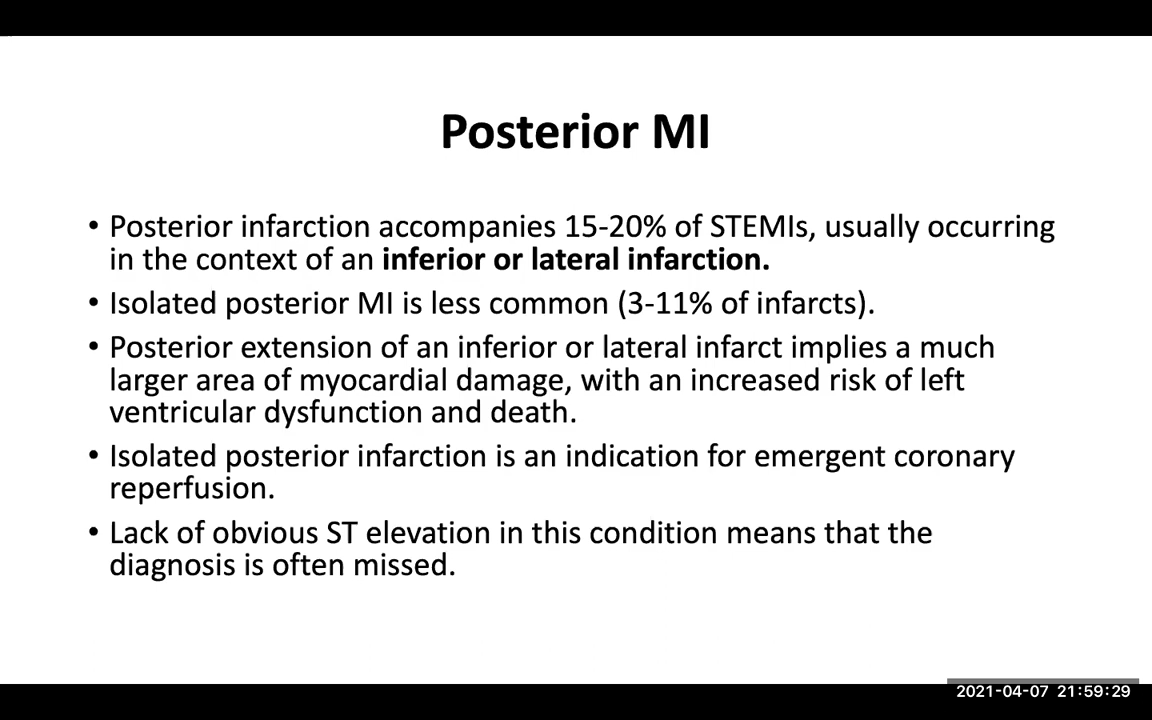 Posterior MI
• Posterior infarction accompanies 15-20% of STEMIs, usually occurring
in the context of an inferior or lateral infarction.
• Isolated posterior MI is less common (3-11% of infarcts).
• Posterior extension of an inferior or lateral infarct implies a much
larger area of myocardial damage, with an increased risk of left
ventricular dysfunction and death.
• Isolated posterior infarction is an indication for emergent coronary
reperfusion.
• Lack of obvious ST elevation in this condition means that the
diagnosis is often missed.
2021-04-07 21:59:29